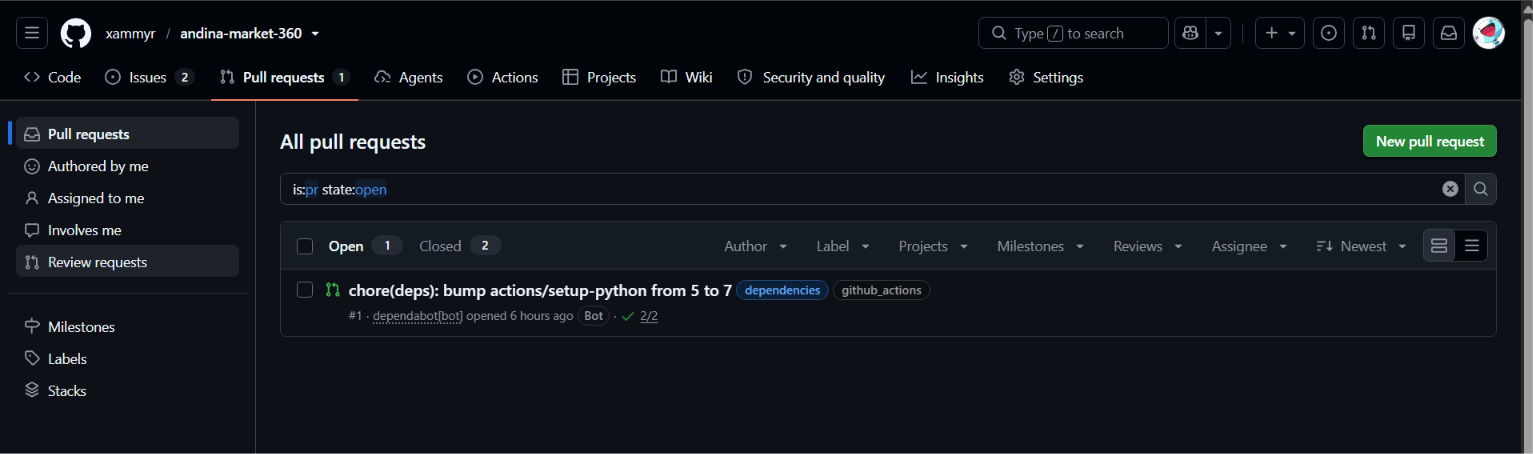 xammyr / andina-market-360
Type / to search
Code
Issues 2
Pull requests 1
Agents
Actions
Projects
Wiki
Security and quality
Insights
Settings
Pull requests
Authored by me
Assigned to me
Involves me
Review requests
Milestones
Labels
Stacks
All pull requests
New pull request
is:pr state:open
Open 1 Closed 2 Author Label Projects Milestones Reviews Assignee Newest
chore(deps): bump actions/setup-python from 5 to 7 dependencies github_actions
#1 · dependabot[bot] opened 6 hours ago Bot · 2/2